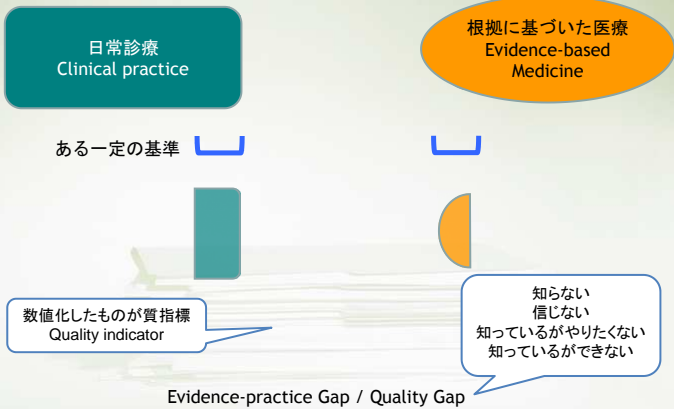 日常診療
Clinical practice
根拠に基づいた医療
Evidence-based
Medicine
ある一定の基準
数値化したものが質指標
Quality indicator
知らない
信じない
知っているがやりたくない
知っているができない
Evidence-practice Gap / Quality Gap